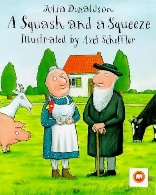 Julia Donaldson
A Squash and a Squeeze
Illustrated by Axel Scheffler